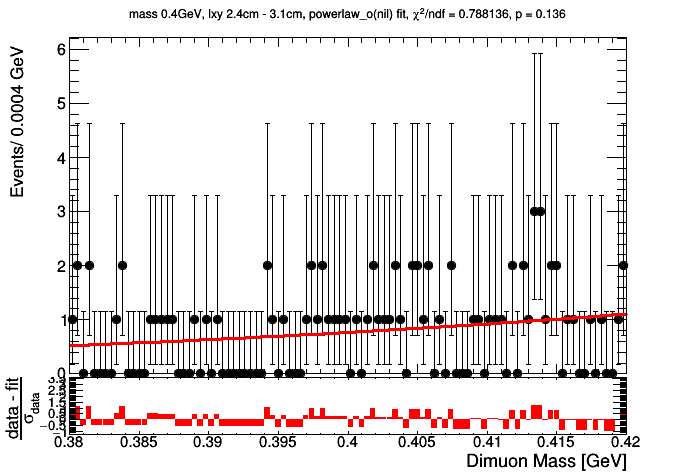 mass 0.4GeV, lxy 2.4cm - 3.1cm, powerlaw_o(nil) fit, χ²/ndf = 0.788136, p = 0.136
Events/ 0.0004 GeV
6
5
4
3
2
1
0
data - fit
σdata
0.38 0.385 0.39 0.395 0.4 0.405 0.41 0.415 0.42
Dimuon Mass [GeV]